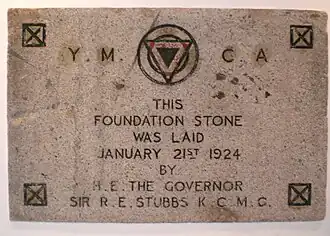 Y. M. C A
THIS
FOUNDATION STONE
WAS LAID
JANUARY 21ST 1924
BY
H. E. THE GOVERNOR
SIR R. E. STUBBS K. C. M. G.